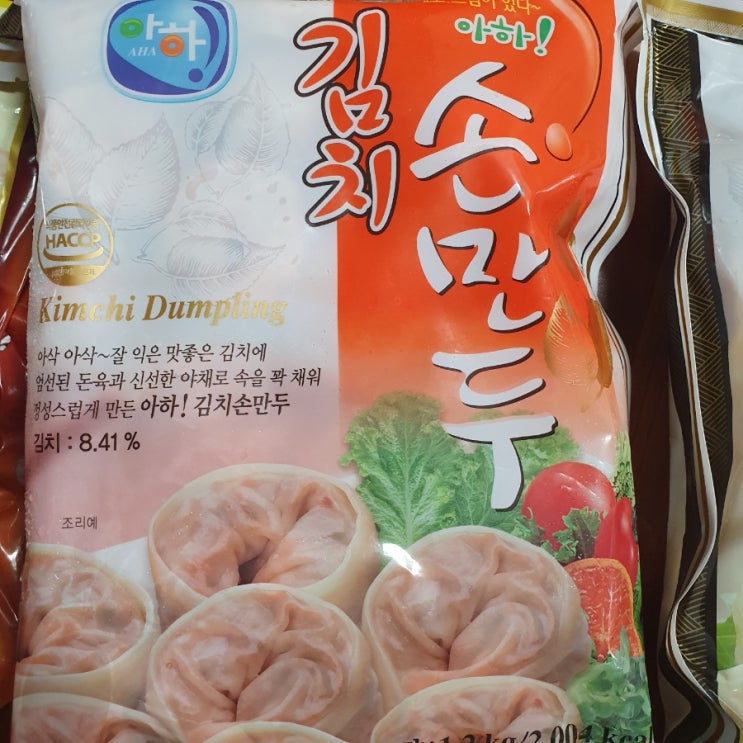 아하!
AHA
있다~
아하!
김치
손만두
HACCP
Kimchi Dumpling
아삭 아삭~잘 익은 맛좋은 김치에
엄선된 돈육과 신선한 야채로 속을 꽉 채워
정성스럽게 만든 아하! 김치손만두
김치 : 8.41 %
조리예
kcal